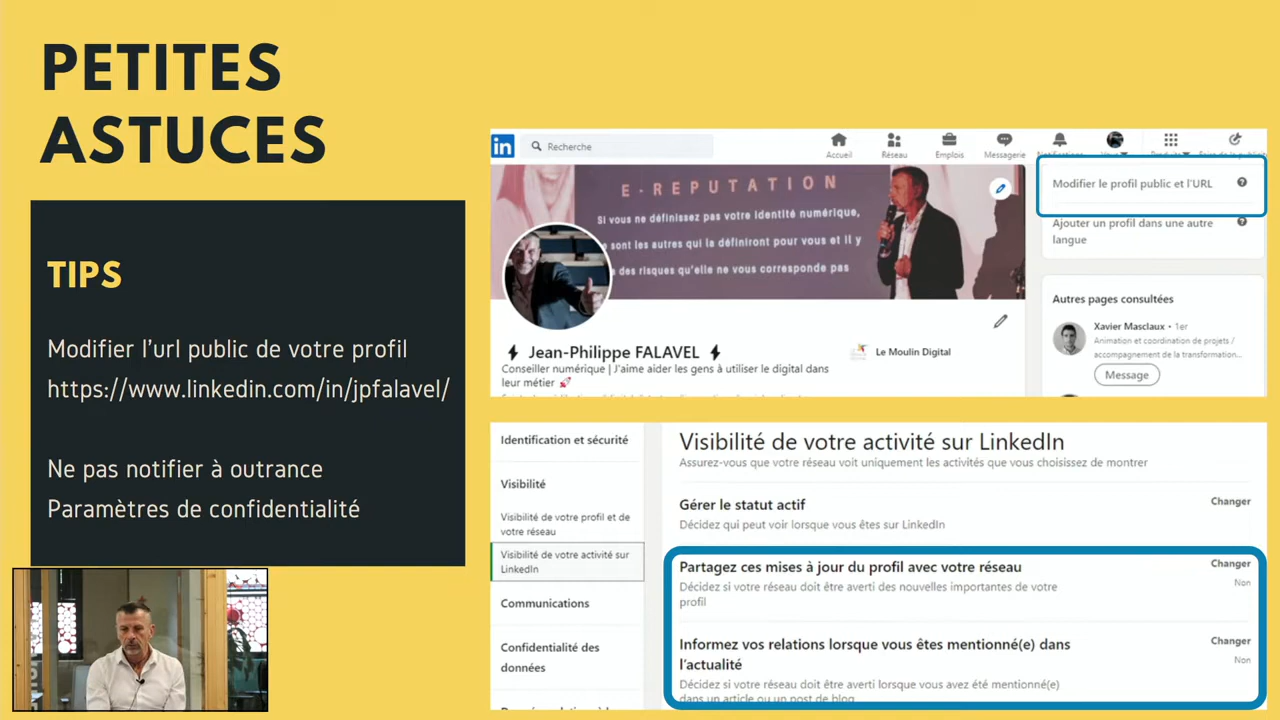 PETITES
ASTUCES
TIPS
Modifier l’url public de votre profil
https://www.linkedin.com/in/jpfalavel/
Ne pas notifier à outrance
Paramètres de confidentialité
in
Recherche
Accueil
Réseau
Emplois
Messagerie
E-REPUTATION
Si vous ne définissez pas votre identité numérique,
sont les autres qui la définiront pour vous et il y
des risques qu'elle ne vous corresponde pas
Jean-Philippe FALAVEL
Conseiller numérique | J'aime aider les gens à utiliser le digital dans
leur métier
Le Moulin Digital
Modifier le profil public et l'URL
Ajouter un profil dans une autre
langue
Autres pages consultées
Xavier Masclaux • 1er
Animation et coordination de projets /
accompagnement de la transformation...
Message
Identification et sécurité
Visibilité
Visibilité de votre profil et de
votre réseau
Visibilité de votre activité sur
LinkedIn
Communications
Confidentialité des
données
Visibilité de votre activité sur LinkedIn
Assurez-vous que votre réseau voit uniquement les activités que vous choisissez de montrer
Gérer le statut actif
Changer
Décidez qui peut voir lorsque vous êtes sur LinkedIn
Partagez ces mises à jour du profil avec votre réseau
Changer
Décidez si votre réseau doit être averti des nouvelles importantes de votre
profil
Non
Informez vos relations lorsque vous êtes mentionné(e) dans
l'actualité
Changer
Non
Décidez si votre réseau doit être averti lorsque vous avez été mentionné(e)
dans un article ou un post de blog